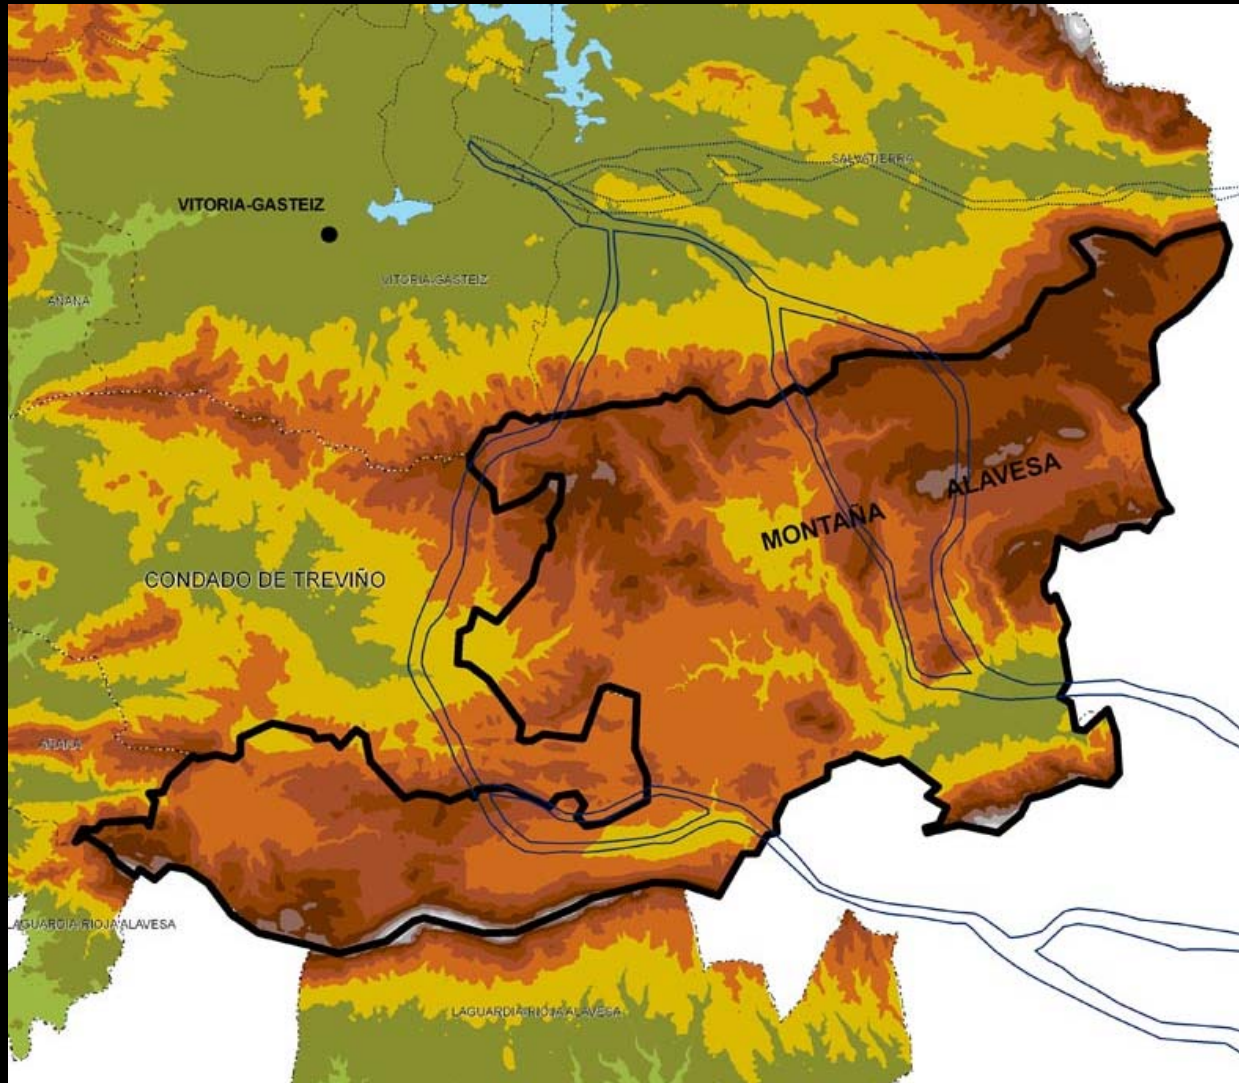 SALVATIERRA
VITORIA-GASTEIZ
VITORIA-GASTEIZ
AÑANA
MONTAÑA ALAVESA
CONDADO DE TREVIÑO
AÑANA
LAGUARDIA-RIOJA ALAVESA
LAGUARDIA-RIOJA ALAVESA